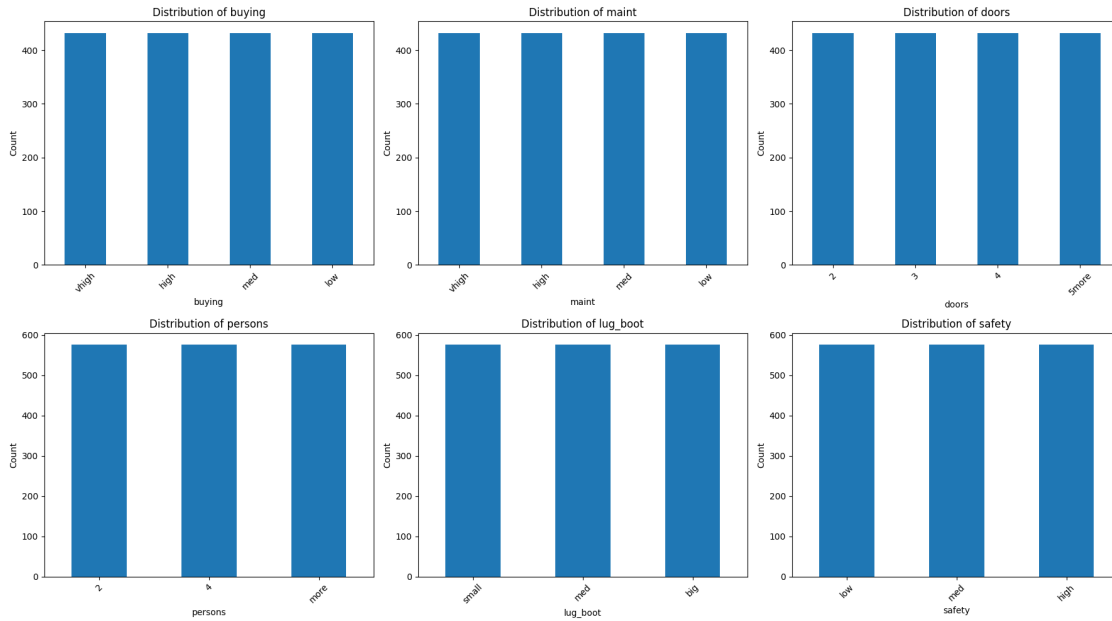 Distribution of buying
Count
400
300
200
100
0
vhigh
high
med
low
buying
Distribution of maint
Count
400
300
200
100
0
vhigh
high
med
low
maint
Distribution of doors
Count
400
300
200
100
0
2
3
4
5more
doors
Distribution of persons
Count
600
500
400
300
200
100
0
2
4
more
persons
Distribution of lug_boot
Count
600
500
400
300
200
100
0
small
med
big
lug_boot
Distribution of safety
Count
600
500
400
300
200
100
0
low
med
high
safety